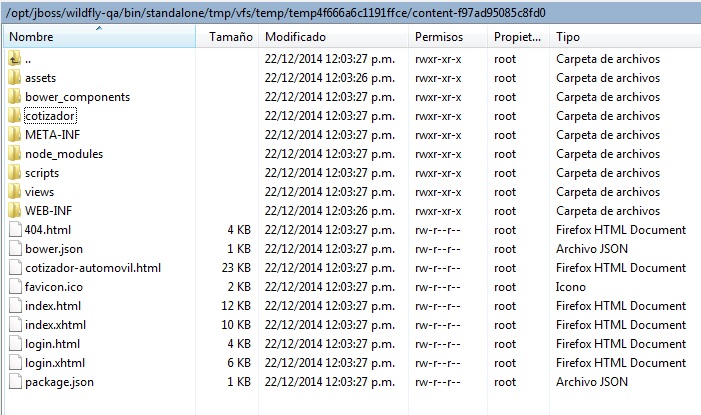 /opt/jboss/wildfly-qa/bin/standalone/tmp/vfs/temp/temp4f666a6c1191ffce/content-f97ad95085c8fd0
Nombre Tamaño Modificado Permisos Propiet... Tipo
.. 22/12/2014 12:03:27 p.m. rwxr-xr-x root Carpeta de archivos
assets 22/12/2014 12:03:26 p.m. rwxr-xr-x root Carpeta de archivos
bower_components 22/12/2014 12:03:27 p.m. rwxr-xr-x root Carpeta de archivos
cotizador 22/12/2014 12:03:27 p.m. rwxr-xr-x root Carpeta de archivos
META-INF 22/12/2014 12:03:27 p.m. rwxr-xr-x root Carpeta de archivos
node_modules 22/12/2014 12:03:27 p.m. rwxr-xr-x root Carpeta de archivos
scripts 22/12/2014 12:03:27 p.m. rwxr-xr-x root Carpeta de archivos
views 22/12/2014 12:03:27 p.m. rwxr-xr-x root Carpeta de archivos
WEB-INF 22/12/2014 12:03:26 p.m. rwxr-xr-x root Carpeta de archivos
404.html 4 KB 22/12/2014 12:03:27 p.m. rw-r--r-- root Firefox HTML Document
bower.json 1 KB 22/12/2014 12:03:27 p.m. rw-r--r-- root Archivo JSON
cotizador-automovil.html 23 KB 22/12/2014 12:03:27 p.m. rw-r--r-- root Firefox HTML Document
favicon.ico 2 KB 22/12/2014 12:03:27 p.m. rw-r--r-- root Icono
index.html 12 KB 22/12/2014 12:03:27 p.m. rw-r--r-- root Firefox HTML Document
index.xhtml 10 KB 22/12/2014 12:03:27 p.m. rw-r--r-- root Firefox HTML Document
login.html 4 KB 22/12/2014 12:03:27 p.m. rw-r--r-- root Firefox HTML Document
login.xhtml 6 KB 22/12/2014 12:03:27 p.m. rw-r--r-- root Firefox HTML Document
package.json 1 KB 22/12/2014 12:03:27 p.m. rw-r--r-- root Archivo JSON